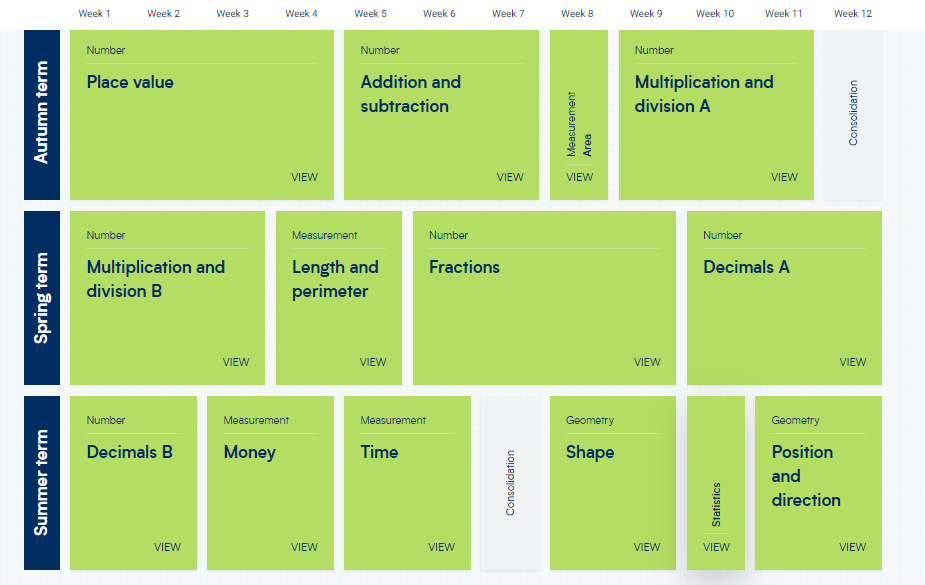 Week 1 Week 2 Week 3 Week 4 Week 5 Week 6 Week 7 Week 8 Week 9 Week 10 Week 11 Week 12
Autumn term
Number
Place value
VIEW
Number
Addition and
subtraction
VIEW
Measurement
Area
VIEW
Number
Multiplication and
division A
VIEW
Consolidation
Spring term
Number
Multiplication and
division B
VIEW
Measurement
Length and
perimeter
VIEW
Number
Fractions
VIEW
Number
Decimals A
VIEW
Summer term
Number
Decimals B
VIEW
Measurement
Money
VIEW
Measurement
Time
VIEW
Consolidation
Geometry
Shape
VIEW
Statistics
VIEW
Geometry
Position
and
direction
VIEW